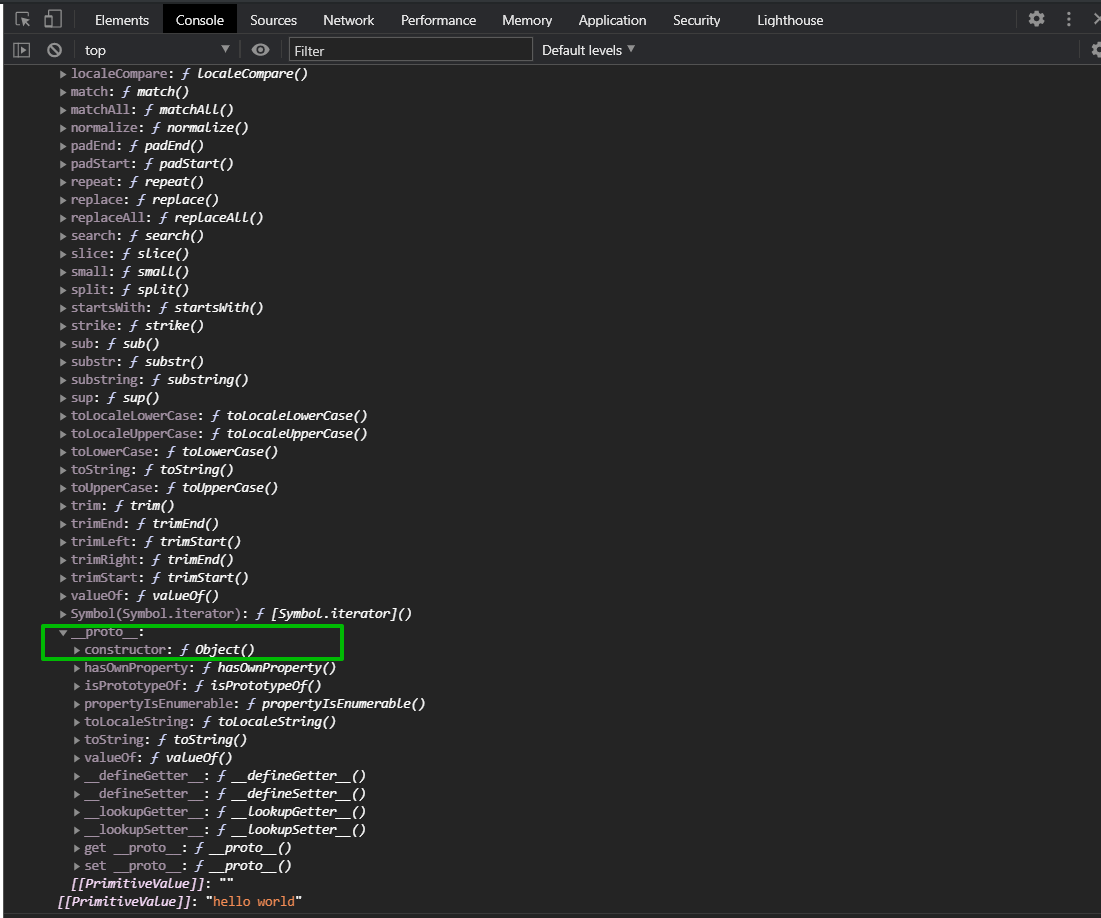 Elements Console Sources Network Performance Memory Application Security Lighthouse
top Filter Default levels
localeCompare: ƒ localeCompare()
match: ƒ match()
matchAll: ƒ matchAll()
normalize: ƒ normalize()
padEnd: ƒ padEnd()
padStart: ƒ padStart()
repeat: ƒ repeat()
replace: ƒ replace()
replaceAll: ƒ replaceAll()
search: ƒ search()
slice: ƒ slice()
small: ƒ small()
split: ƒ split()
startsWith: ƒ startsWith()
strike: ƒ strike()
sub: ƒ sub()
substr: ƒ substr()
substring: ƒ substring()
sup: ƒ sup()
toLocaleLowerCase: ƒ toLocaleLowerCase()
toLocaleUpperCase: ƒ toLocaleUpperCase()
toLowerCase: ƒ toLowerCase()
toString: ƒ toString()
toUpperCase: ƒ toUpperCase()
trim: ƒ trim()
trimEnd: ƒ trimEnd()
trimLeft: ƒ trimStart()
trimRight: ƒ trimEnd()
trimStart: ƒ trimStart()
valueOf: ƒ valueOf()
Symbol(Symbol.iterator): ƒ [Symbol.iterator]()
__proto__:
constructor: ƒ Object()
hasOwnProperty: ƒ hasOwnProperty()
isPrototypeOf: ƒ isPrototypeOf()
propertyIsEnumerable: ƒ propertyIsEnumerable()
toLocaleString: ƒ toLocaleString()
toString: ƒ toString()
valueOf: ƒ valueOf()
__defineGetter__: ƒ __defineGetter__()
__defineSetter__: ƒ __defineSetter__()
__lookupGetter__: ƒ __lookupGetter__()
__lookupSetter__: ƒ __lookupSetter__()
get __proto__: ƒ __proto__()
set __proto__: ƒ __proto__()
[[PrimitiveValue]]: ""
[[PrimitiveValue]]: "hello world"